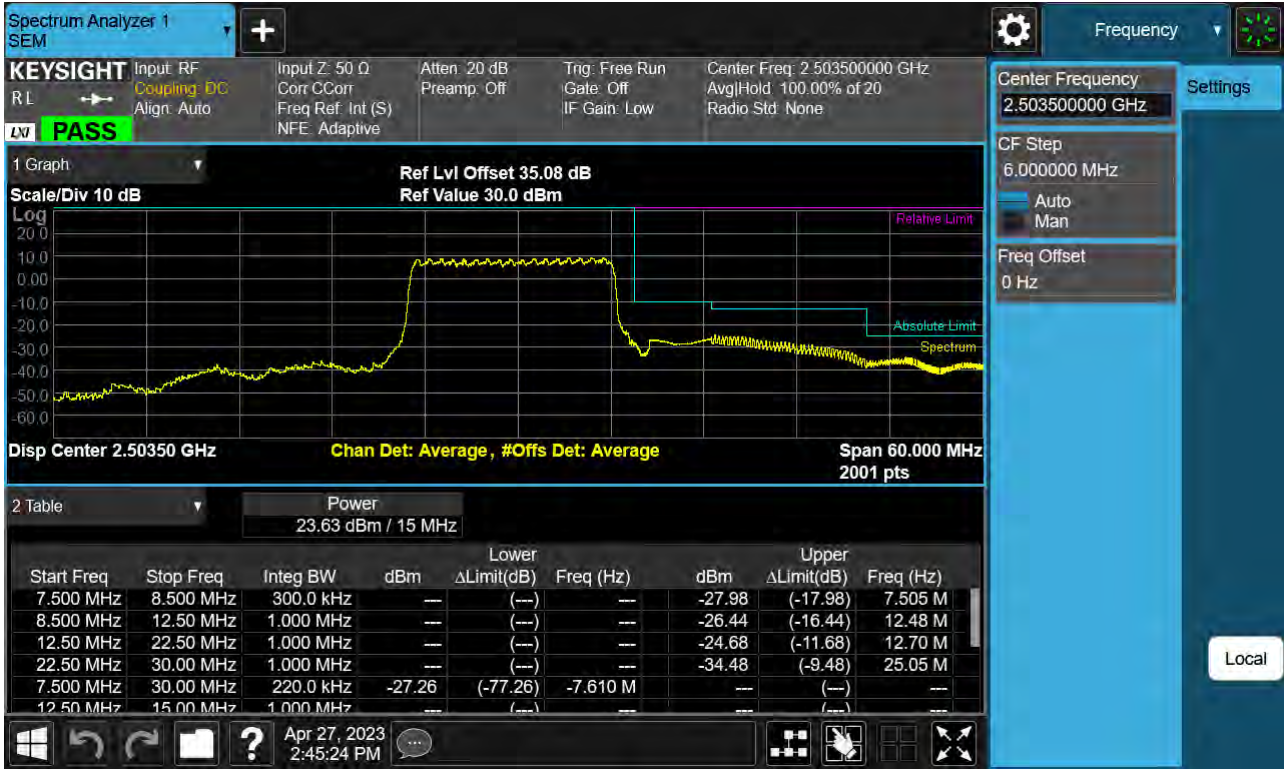 Spectrum Analyzer 1
SEM
Frequency
KEYSIGHT
R L
LXI
PASS
Input: RF
Coupling: DC
Align: Auto
Input Z: 50 Ω
Corr CCorr
Freq Ref: Int (S)
NFE: Adaptive
Atten: 20 dB
Preamp: Off
Trig: Free Run
Gate: Off
IF Gain: Low
Center Freq: 2.503500000 GHz
Avg|Hold: 100.00% of 20
Radio Std: None
Center Frequency
2.503500000 GHz
Settings
CF Step
6.000000 MHz
Auto
Man
Freq Offset
0 Hz
1 Graph
Scale/Div 10 dB
Ref Lvl Offset 35.08 dB
Ref Value 30.0 dBm
Log
20.0
10.0
0.00
-10.0
-20.0
-30.0
-40.0
-50.0
-60.0
Relative Limit
Absolute Limit
Spectrum
Disp Center 2.50350 GHz
Chan Det: Average, #Offs Det: Average
Span 60.000 MHz
2001 pts
2 Table
Power
23.63 dBm / 15 MHz
Lower Upper
Start Freq Stop Freq Integ BW dBm ΔLimit(dB) Freq (Hz) dBm ΔLimit(dB) Freq (Hz)
7.500 MHz 8.500 MHz 300.0 kHz --- (---) --- -27.98 (-17.98) 7.505 M
8.500 MHz 12.50 MHz 1.000 MHz --- (---) --- -26.44 (-16.44) 12.48 M
12.50 MHz 22.50 MHz 1.000 MHz --- (---) --- -24.68 (-11.68) 12.70 M
22.50 MHz 30.00 MHz 1.000 MHz --- (---) --- -34.48 (-9.48) 25.05 M
7.500 MHz 30.00 MHz 220.0 kHz -27.26 (-77.26) -7.610 M --- (---) ---
12.50 MHz 15.00 MHz 1.000 MHz --- (---) --- --- (---) ---
Local
?
Apr 27, 2023
2:45:24 PM